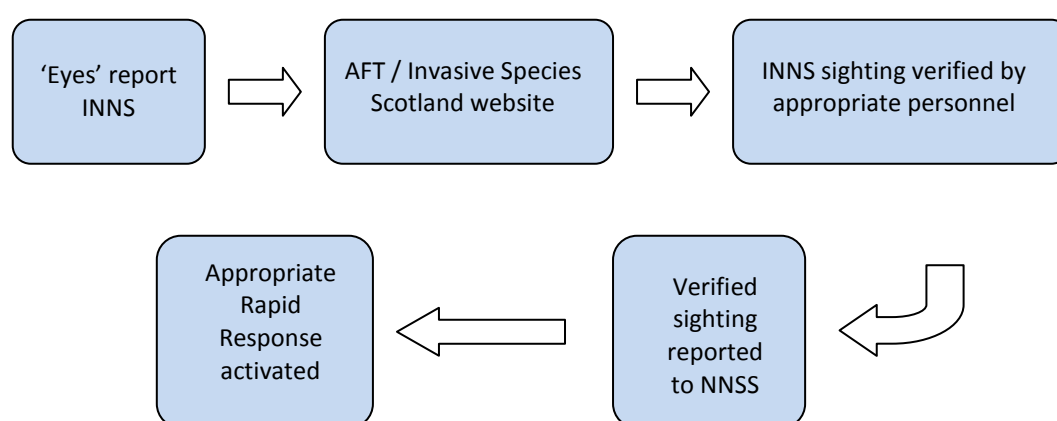 ‘Eyes’ report
INNS
AFT / Invasive Species
Scotland website
INNS sighting verified by
appropriate personnel
Verified
sighting
reported
to NNSS
Appropriate
Rapid
Response
activated